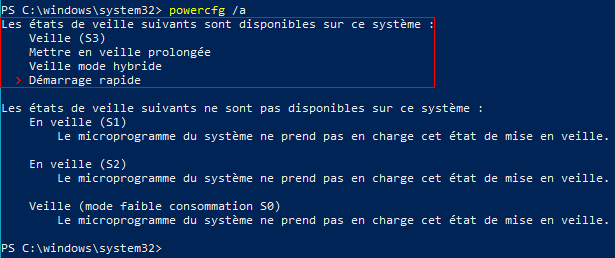 PS C:\windows\system32> powercfg /a
Les états de veille suivants sont disponibles sur ce système :
Veille (S3)
Mettre en veille prolongée
Veille mode hybride
> Démarrage rapide
Les états de veille suivants ne sont pas disponibles sur ce système :
En veille (S1)
Le microprogramme du système ne prend pas en charge cet état de mise en veille.
En veille (S2)
Le microprogramme du système ne prend pas en charge cet état de mise en veille.
Veille (mode faible consommation S0)
Le microprogramme du système ne prend pas en charge cet état de mise en veille.
PS C:\windows\system32>